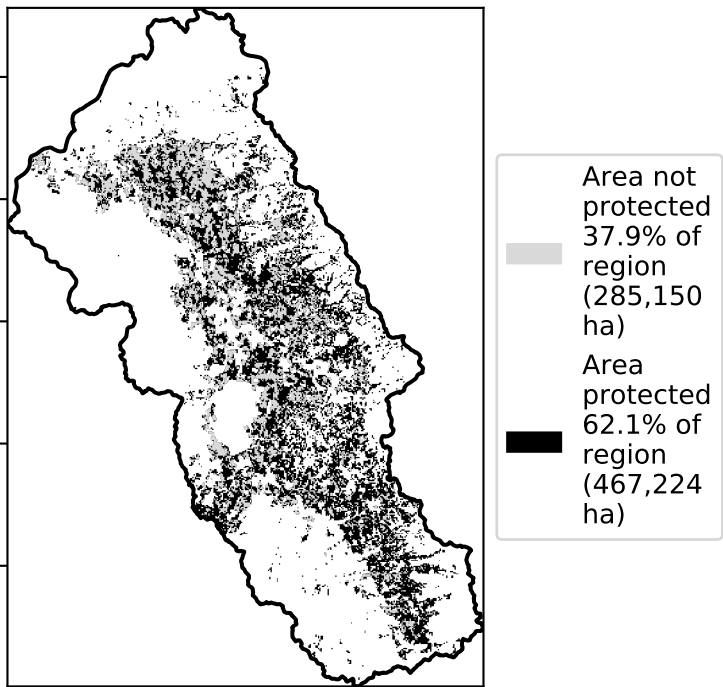 Area not
protected
37.9% of
region
(285,150
ha)
Area
protected
62.1% of
region
(467,224
ha)